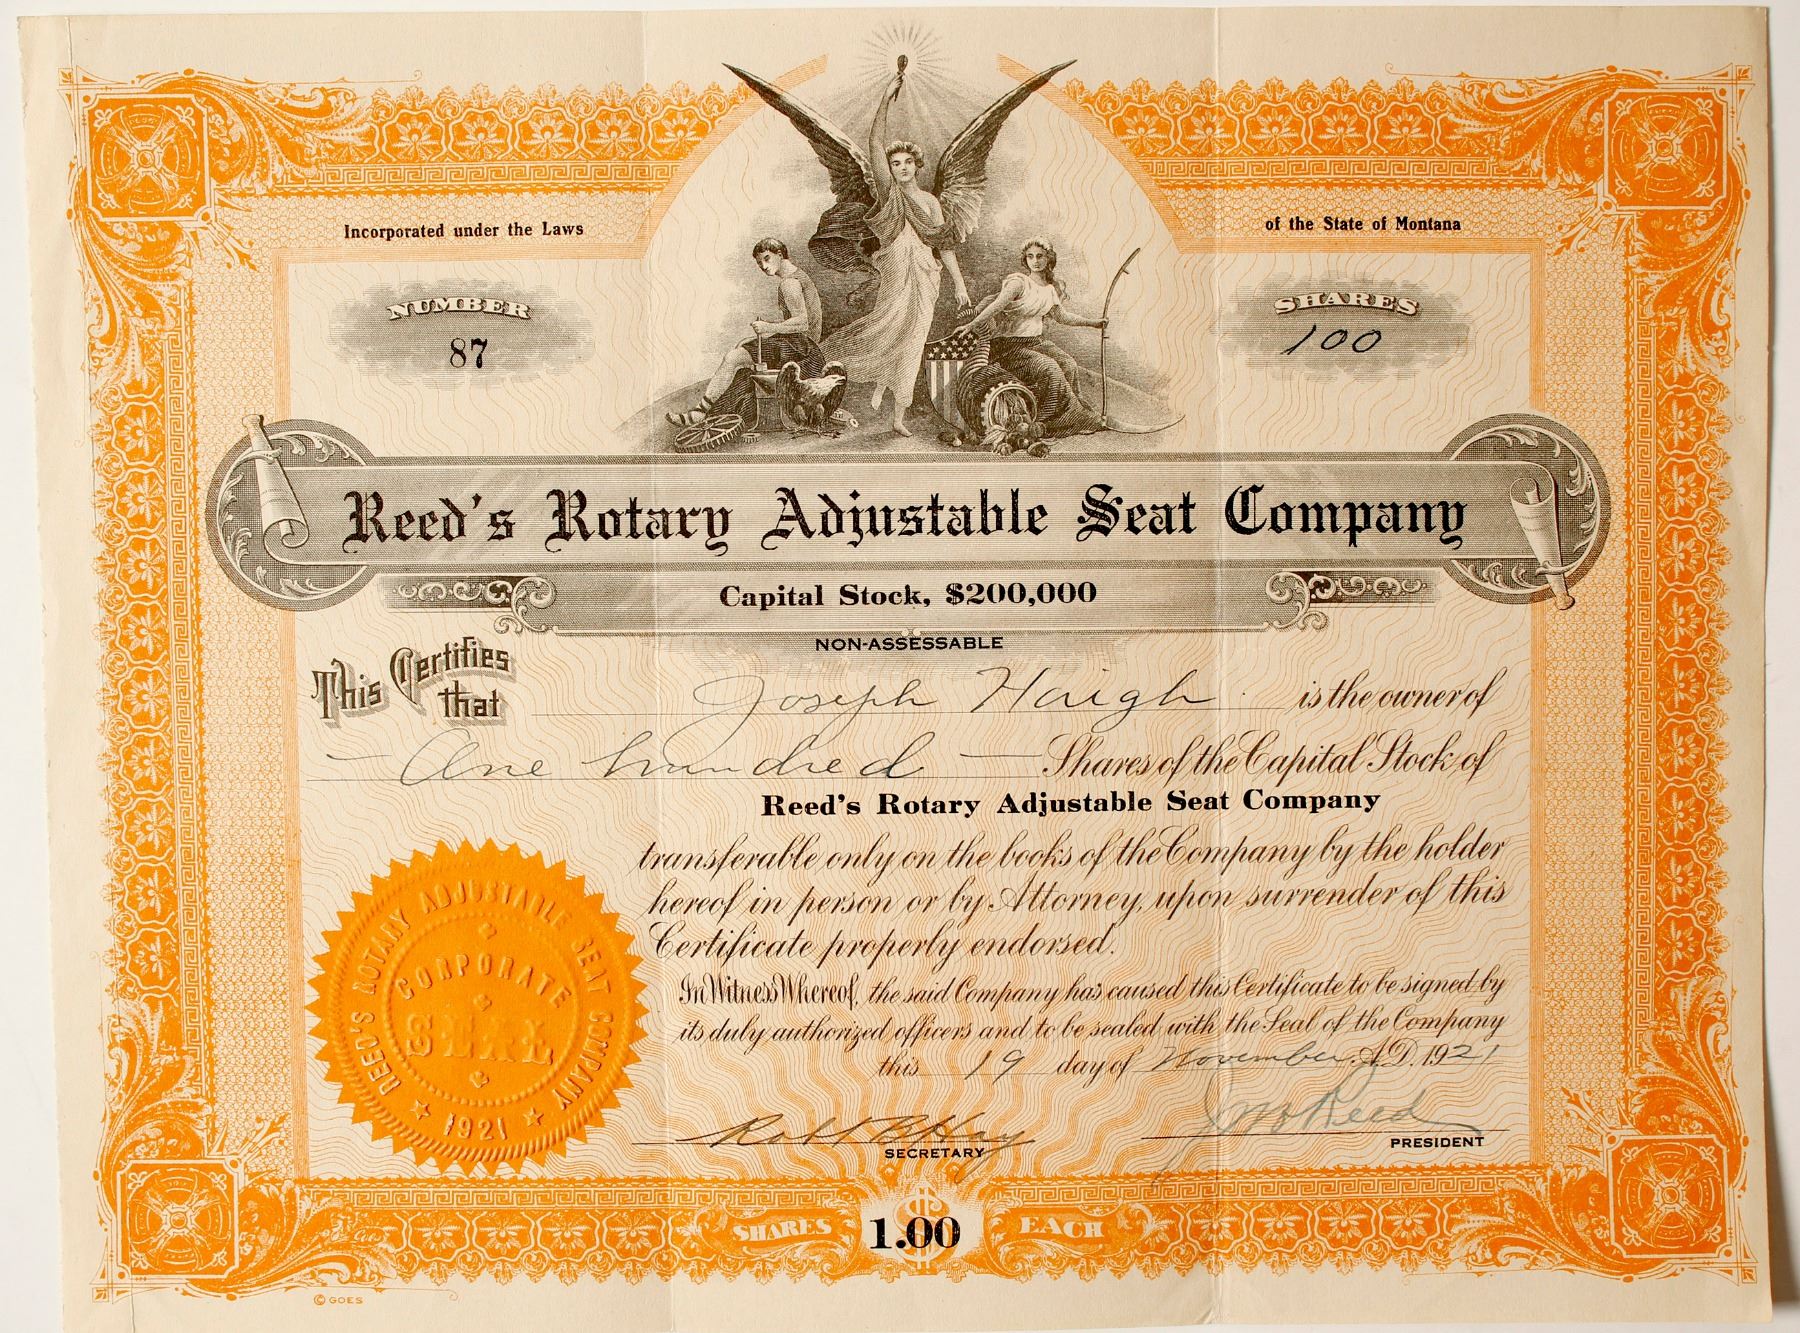 Incorporated under the Laws
of the State of Montana
NUMBER
87
SHARES
100
Reed's Rotary Adjustable Seat Company
Capital Stock, $200,000
NON-ASSESSABLE
This Certifies that Joseph Haigh is the owner of
— One hundred — Shares of the Capital Stock of
Reed's Rotary Adjustable Seat Company
transferable only on the books of the Company by the holder
hereof in person or by Attorney, upon surrender of this
Certificate properly endorsed.
In Witness Whereof, the said Company has caused this Certificate to be signed by
its duly authorized officers and to be sealed with the Seal of the Company
this 19 day of November A.D. 1921
Robt B Hay
SECRETARY
Reed
PRESIDENT
REED'S ROTARY ADJUSTABLE SEAT COMPANY
CORPORATE
SEAL
1921
SHARES $1.00 EACH
© GOES